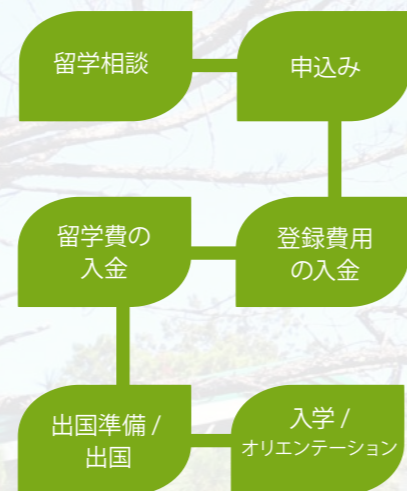 留学相談
申込み
登録費用
の入金
留学費の
入金
出国準備 /
出国
入学 /
オリエンテーション